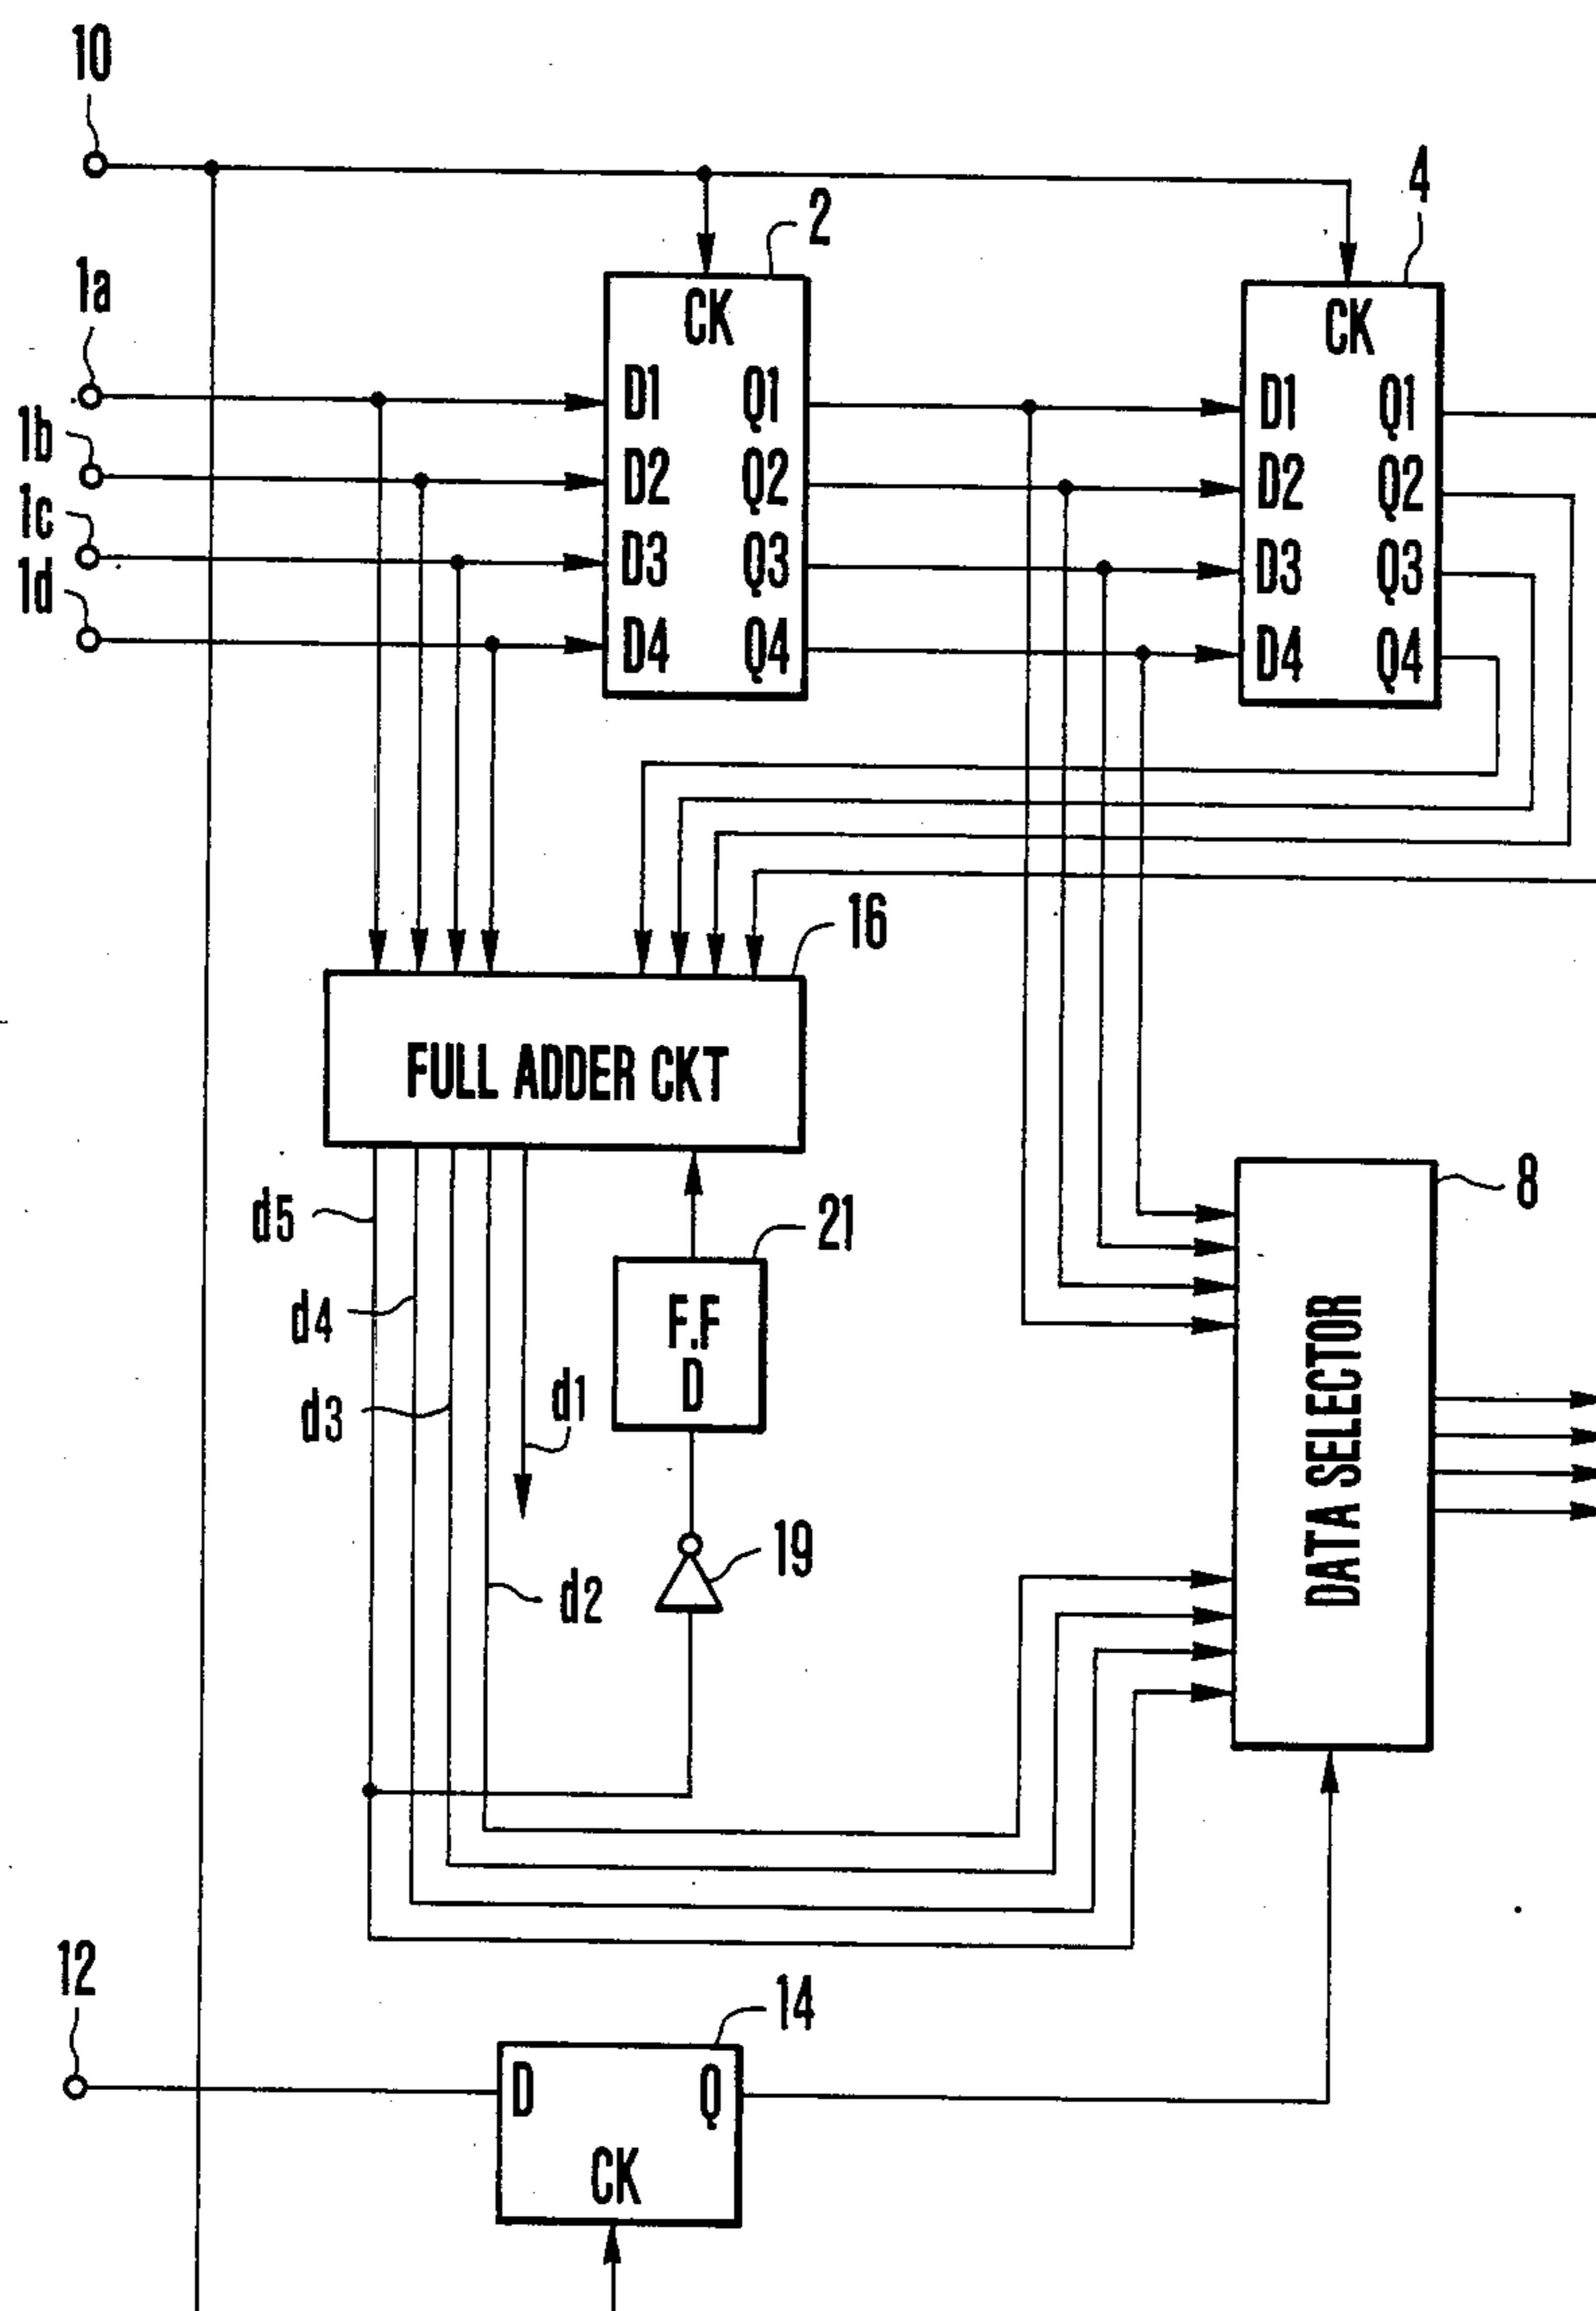 10
4
2
1a
CK
CK
1b
D1 Q1
D1 Q1
1c
D2 Q2
D2 Q2
1d
D3 Q3
D3 Q3
D4 Q4
D4 Q4
16
FULL ADDER CKT
8
d5
21
d4
F.F
D
d3
d1
DATA SELECTOR
19
d2
12
14
D Q
CK